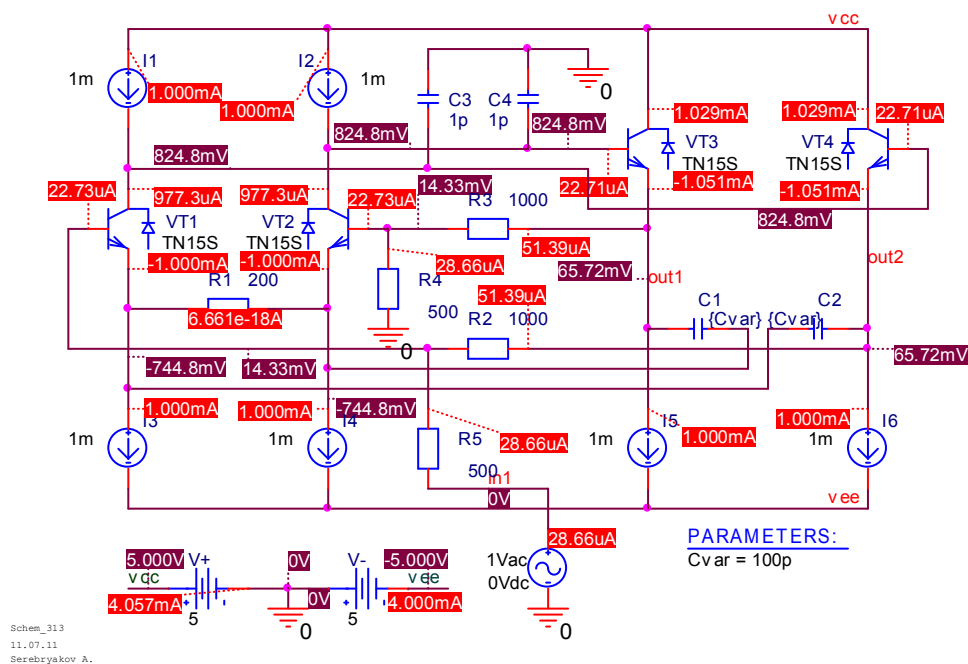 vcc
I1
I2
1m
1m
1.000mA
1.000mA
0
C3
1p
C4
1p
1.029mA
1.029mA
22.71uA
824.8mV
824.8mV
VT3
TN15S
VT4
TN15S
824.8mV
22.73uA
977.3uA
977.3uA
22.73uA
14.33mV
22.71uA
-1.051mA
-1.051mA
R3
1000
824.8mV
VT1
TN15S
VT2
TN15S
51.39uA
-1.000mA
-1.000mA
28.66uA
65.72mV
out1
out2
R1
200
R4
500
51.39uA
R2
1000
C1
{Cvar}
C2
{Cvar}
6.661e-18A
0
-744.8mV
14.33mV
65.72mV
-744.8mV
1.000mA
1.000mA
1.000mA
I3
1m
I4
1m
R5
500
28.66uA
I5
1m
1.000mA
I6
1m
in1
0V
vee
PARAMETERS:
Cvar = 100p
28.66uA
1Vac
0Vdc
0
5.000V
V+
0V
V-
-5.000V
vcc
vee
4.057mA
0V
4.000mA
5
0
5
Schem_313
11.07.11
Serebryakov A.